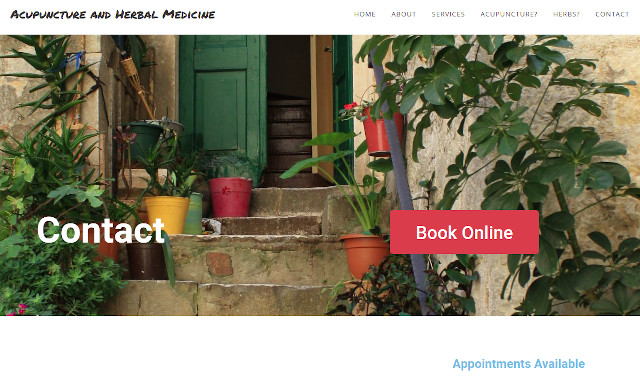 Acupuncture and Herbal Medicine
HOME ABOUT SERVICES ACUPUNCTURE? HERBS? CONTACT
Contact
Book Online
Appointments Available